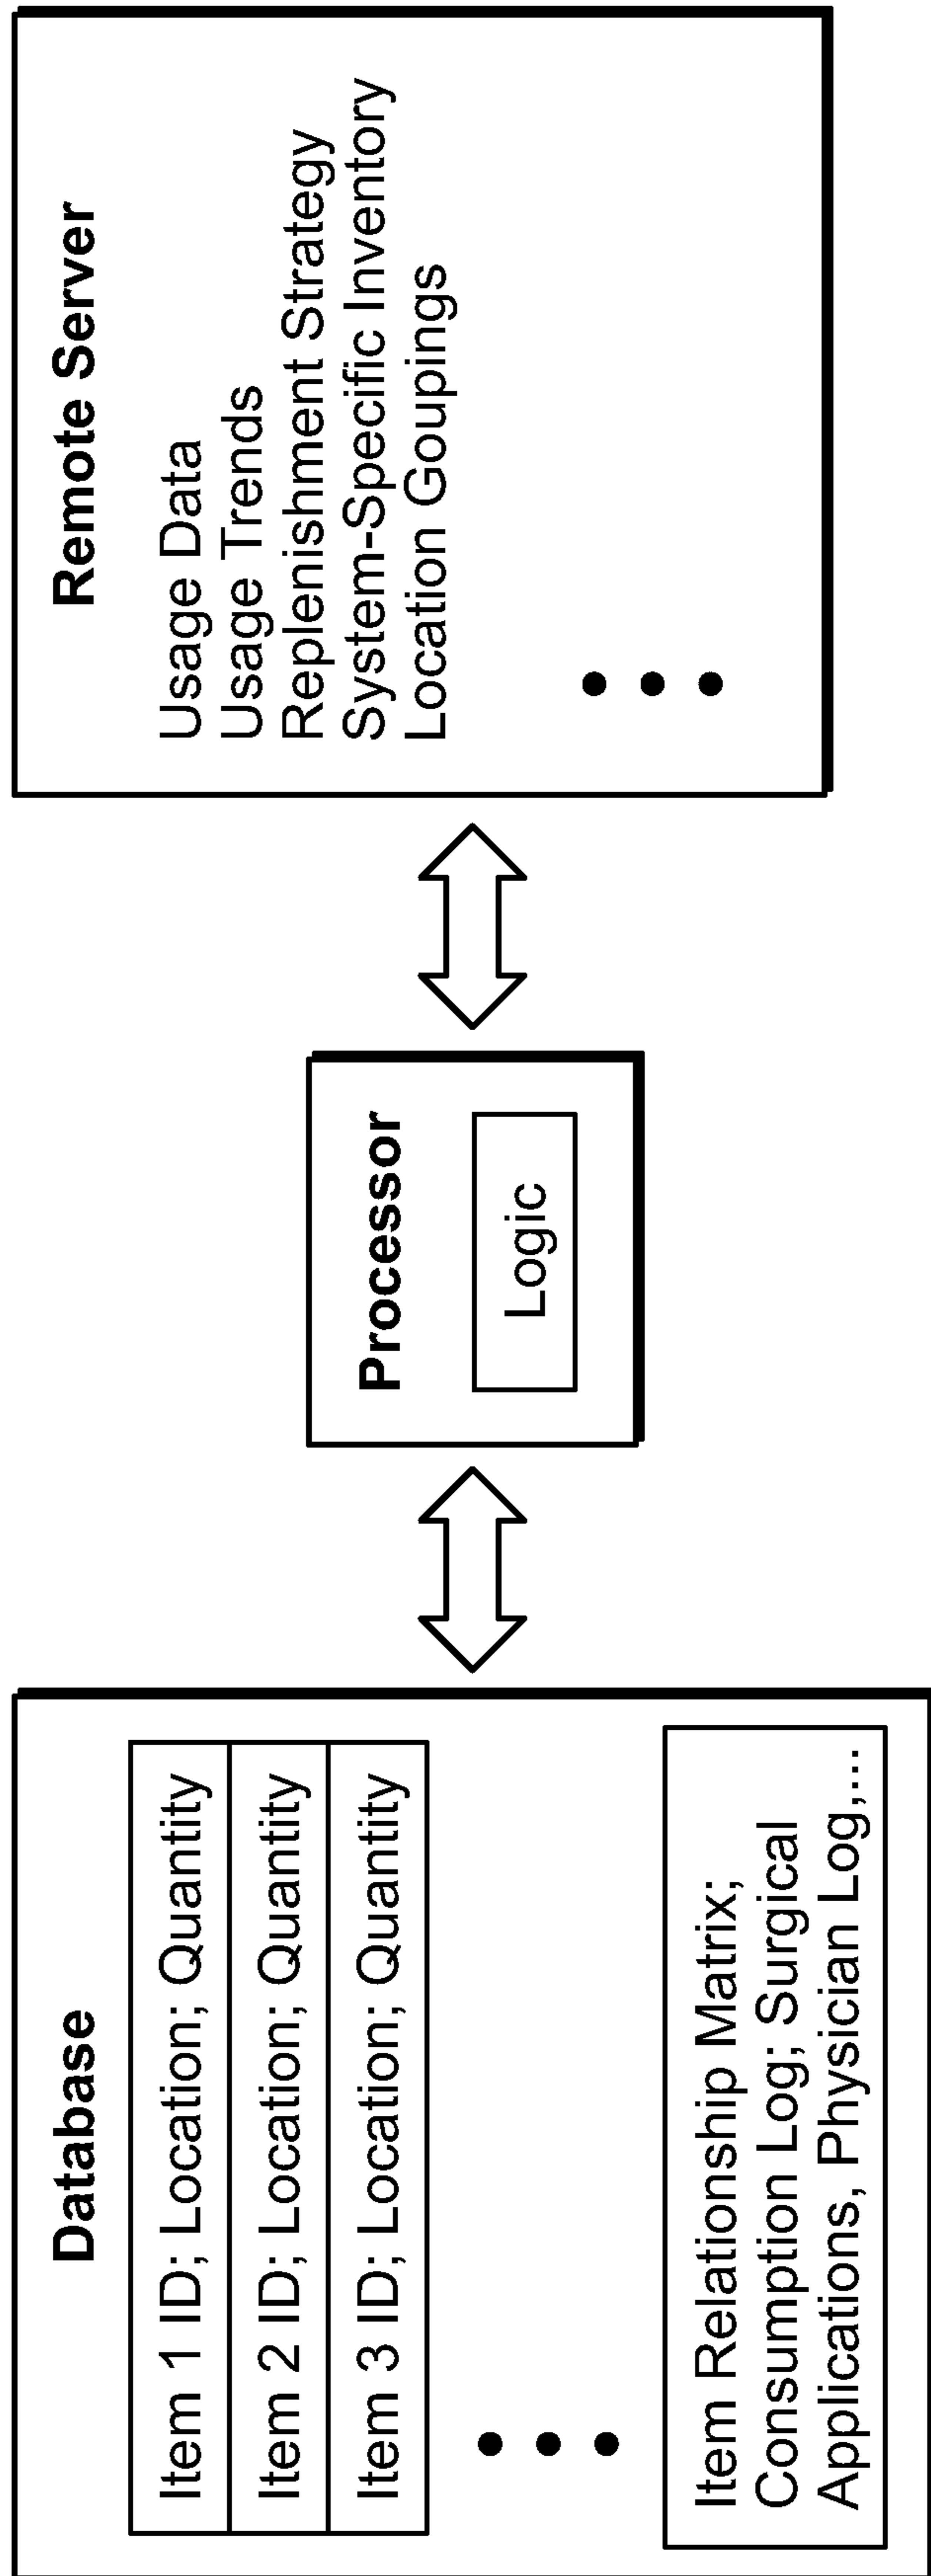 Database
Item 1 ID; Location; Quantity
Item 2 ID; Location; Quantity
Item 3 ID; Location; Quantity
Item Relationship Matrix;
Consumption Log; Surgical
Applications, Physician Log,...
Processor
Logic
Remote Server
Usage Data
Usage Trends
Replenishment Strategy
System-Specific Inventory
Location Goupings